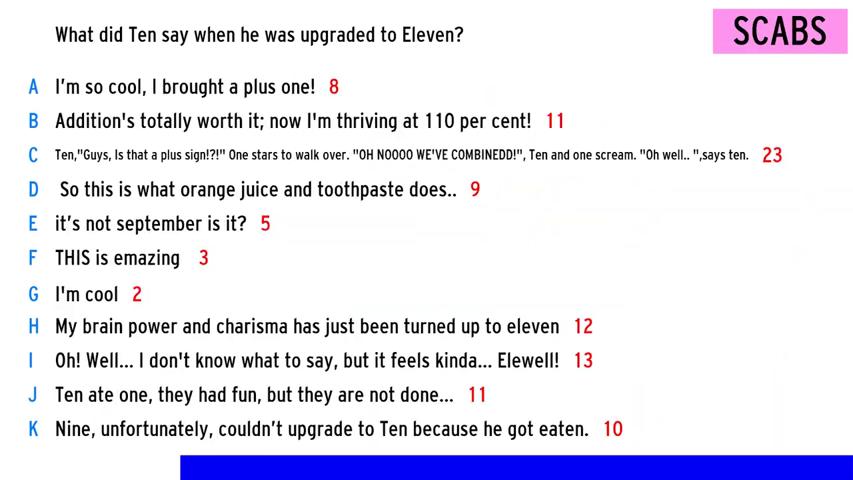 What did Ten say when he was upgraded to Eleven?
SCABS
A I'm so cool, I brought a plus one! 8
B Addition's totally worth it; now I'm thriving at 110 per cent! 11
C Ten,"Guys, Is that a plus sign!?!" One stars to walk over. "OH NOOOO WE'VE COMBINEDD!", Ten and one scream. "Oh well.. ",says ten. 23
D So this is what orange juice and toothpaste does.. 9
E it’s not september is it? 5
F THIS is emazing 3
G I'm cool 2
H My brain power and charisma has just been turned up to eleven 12
I Oh! Well... I don't know what to say, but it feels kinda... Elewell! 13
J Ten ate one, they had fun, but they are not done... 11
K Nine, unfortunately, couldn’t upgrade to Ten because he got eaten. 10